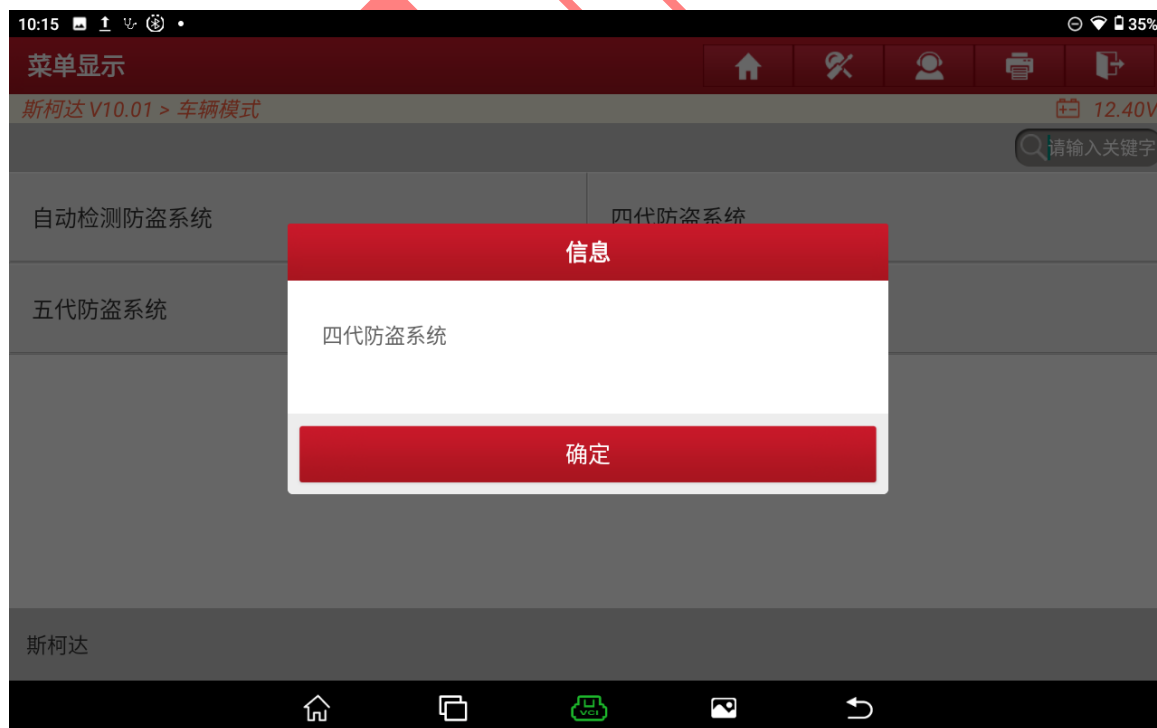 10:15
35%
菜单显示
斯柯达 V10.01 > 车辆模式
12.40V
请输入关键字
自动检测防盗系统
四代防盗系统
信息
五代防盗系统
四代防盗系统
确定
斯柯达
VCI